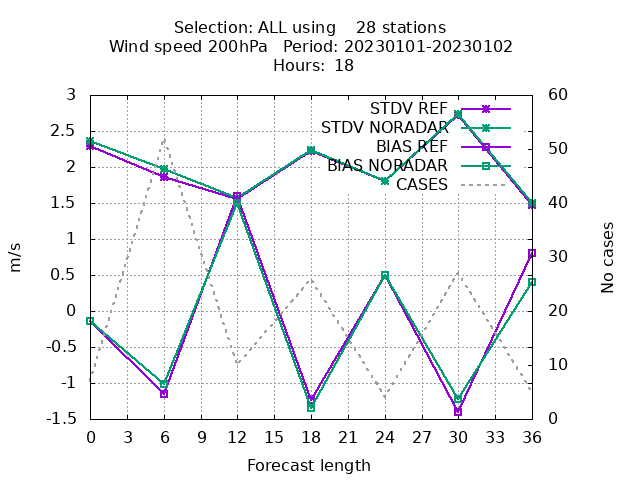 Selection: ALL using    28 stations
Wind speed 200hPa   Period: 20230101-20230102
Hours:  18
3
2.5
2
1.5
1
0.5
0
-0.5
-1
-1.5
60
50
40
30
20
10
0
STDV REF
STDV NORADAR
BIAS REF
BIAS NORADAR
CASES
m/s
No cases
0 3 6 9 12 15 18 21 24 27 30 33 36
Forecast length